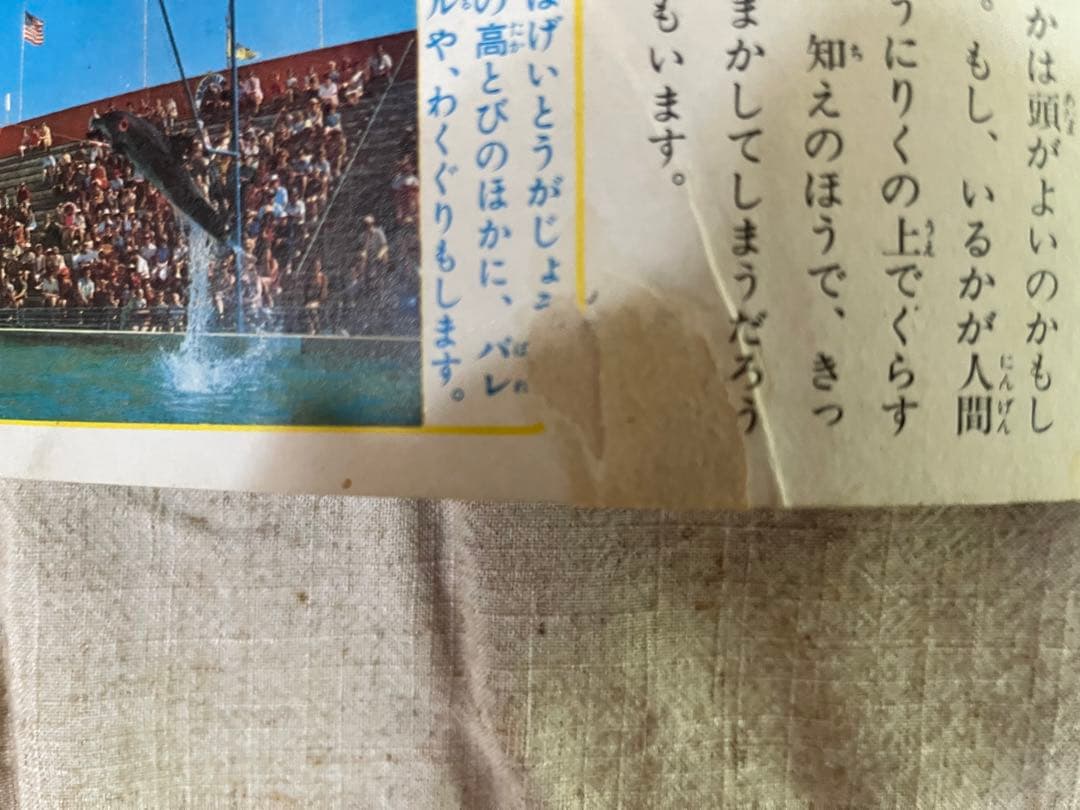 かは頭がよいのかもし
。もし、いるかが人間
うにりくの上でくらす
知えのほうで、きっ
まかしてしまうだろう
もいます。
はげいとうがじょ
の高とびのほかに、バレ
ルや、わくぐりもします。